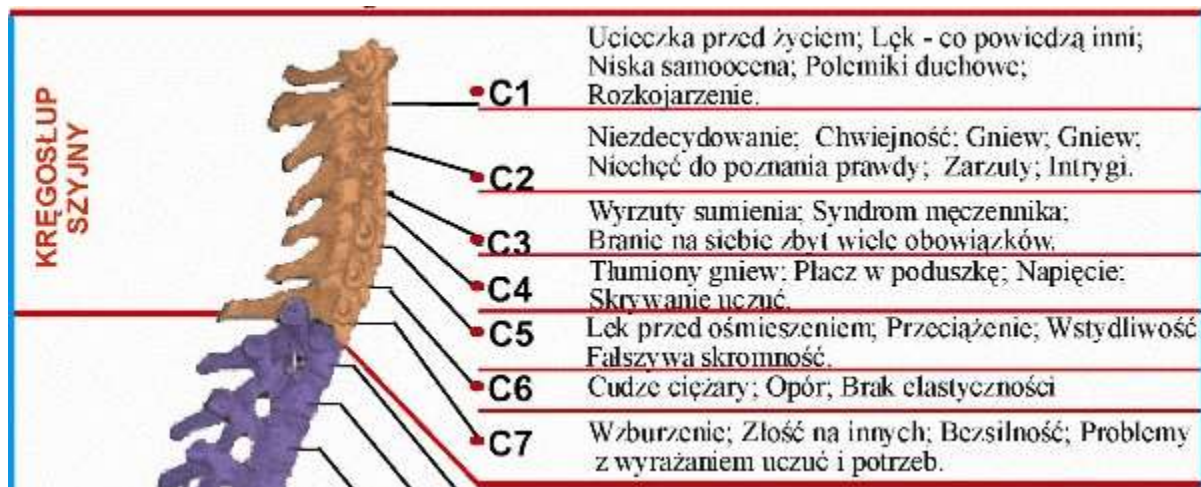 KRĘGOSŁUP
SZYJNY
C1
Ucieczka przed życiem; Lęk - co powiedzą inni;
Niska samoocena; Polemiki duchowe;
Rozkojarzenie.
C2
Niezdecydowanie; Chwiejność; Gniew; Gniew;
Niechęć do poznania prawdy; Zarzuty; Intrygi.
C3
Wyrzuty sumienia; Syndrom męczennika;
Branie na siebie zbyt wiele obowiązków.
C4
Tłumiony gniew; Płacz w poduszkę; Napięcie;
Skrywanie uczuć.
C5
Lek przed ośmieszeniem; Przeciążenie; Wstydliwość
Fałszywa skromność.
C6
Cudze ciężary; Opór; Brak elastyczności
C7
Wzburzenie; Złość na innych; Bezsilność; Problemy
z wyrażaniem uczuć i potrzeb.